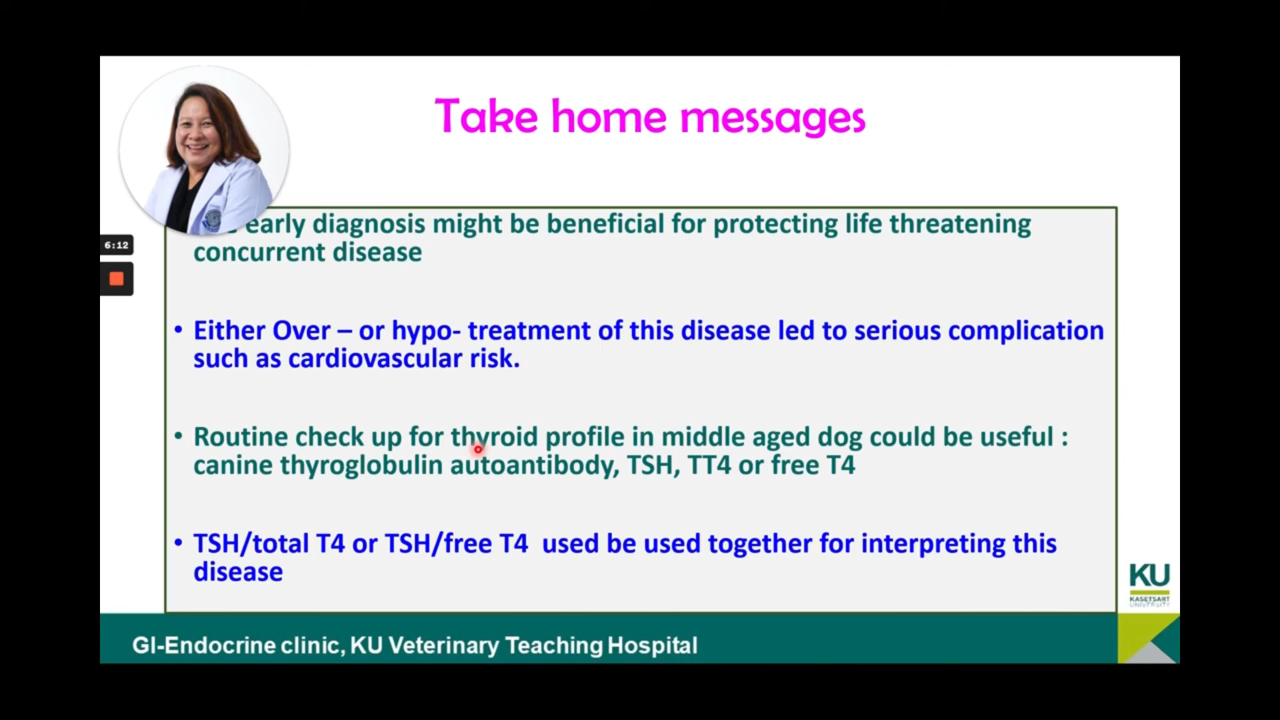 Take home messages
early diagnosis might be beneficial for protecting life threatening
concurrent disease
6:12
• Either Over – or hypo- treatment of this disease led to serious complication
such as cardiovascular risk.
• Routine check up for thyroid profile in middle aged dog could be useful :
canine thyroglobulin autoantibody, TSH, TT4 or free T4
• TSH/total T4 or TSH/free T4 used be used together for interpreting this
disease
KU
KASETSART
UNIVERSITY
GI-Endocrine clinic, KU Veterinary Teaching Hospital